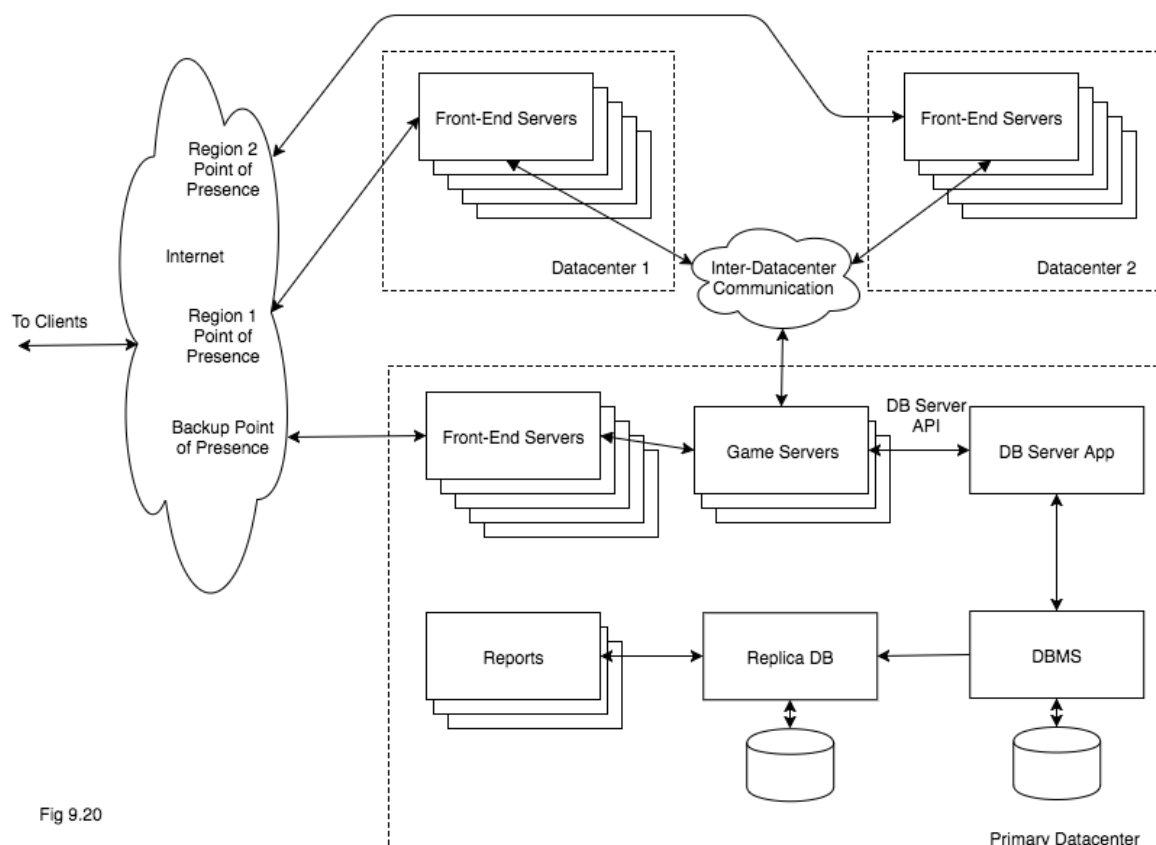 Region 2
Point of
Presence
Internet
Region 1
Point of
Presence
To Clients
Backup Point
of Presence
Front-End Servers
Datacenter 1
Front-End Servers
Datacenter 2
Inter-Datacenter
Communication
Front-End Servers
Game Servers
DB Server
API
DB Server App
Reports
Replica DB
DBMS
Fig 9.20
Primary Datacenter